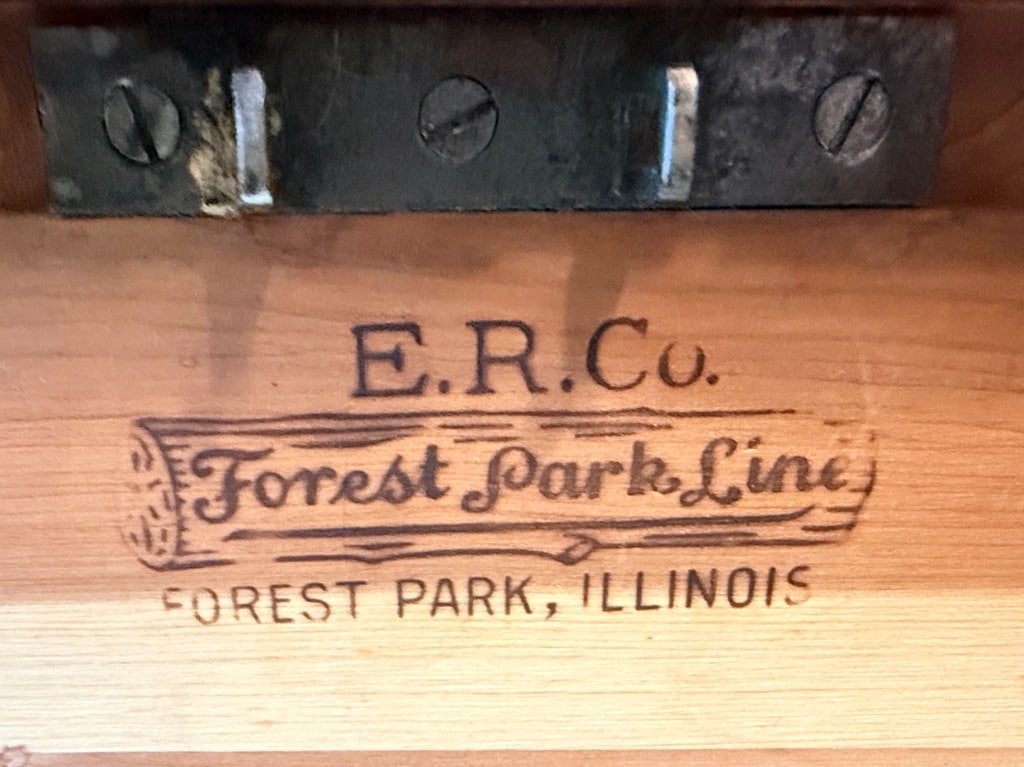 E.R.Co.
Forest Park Line
FOREST PARK, ILLINOIS